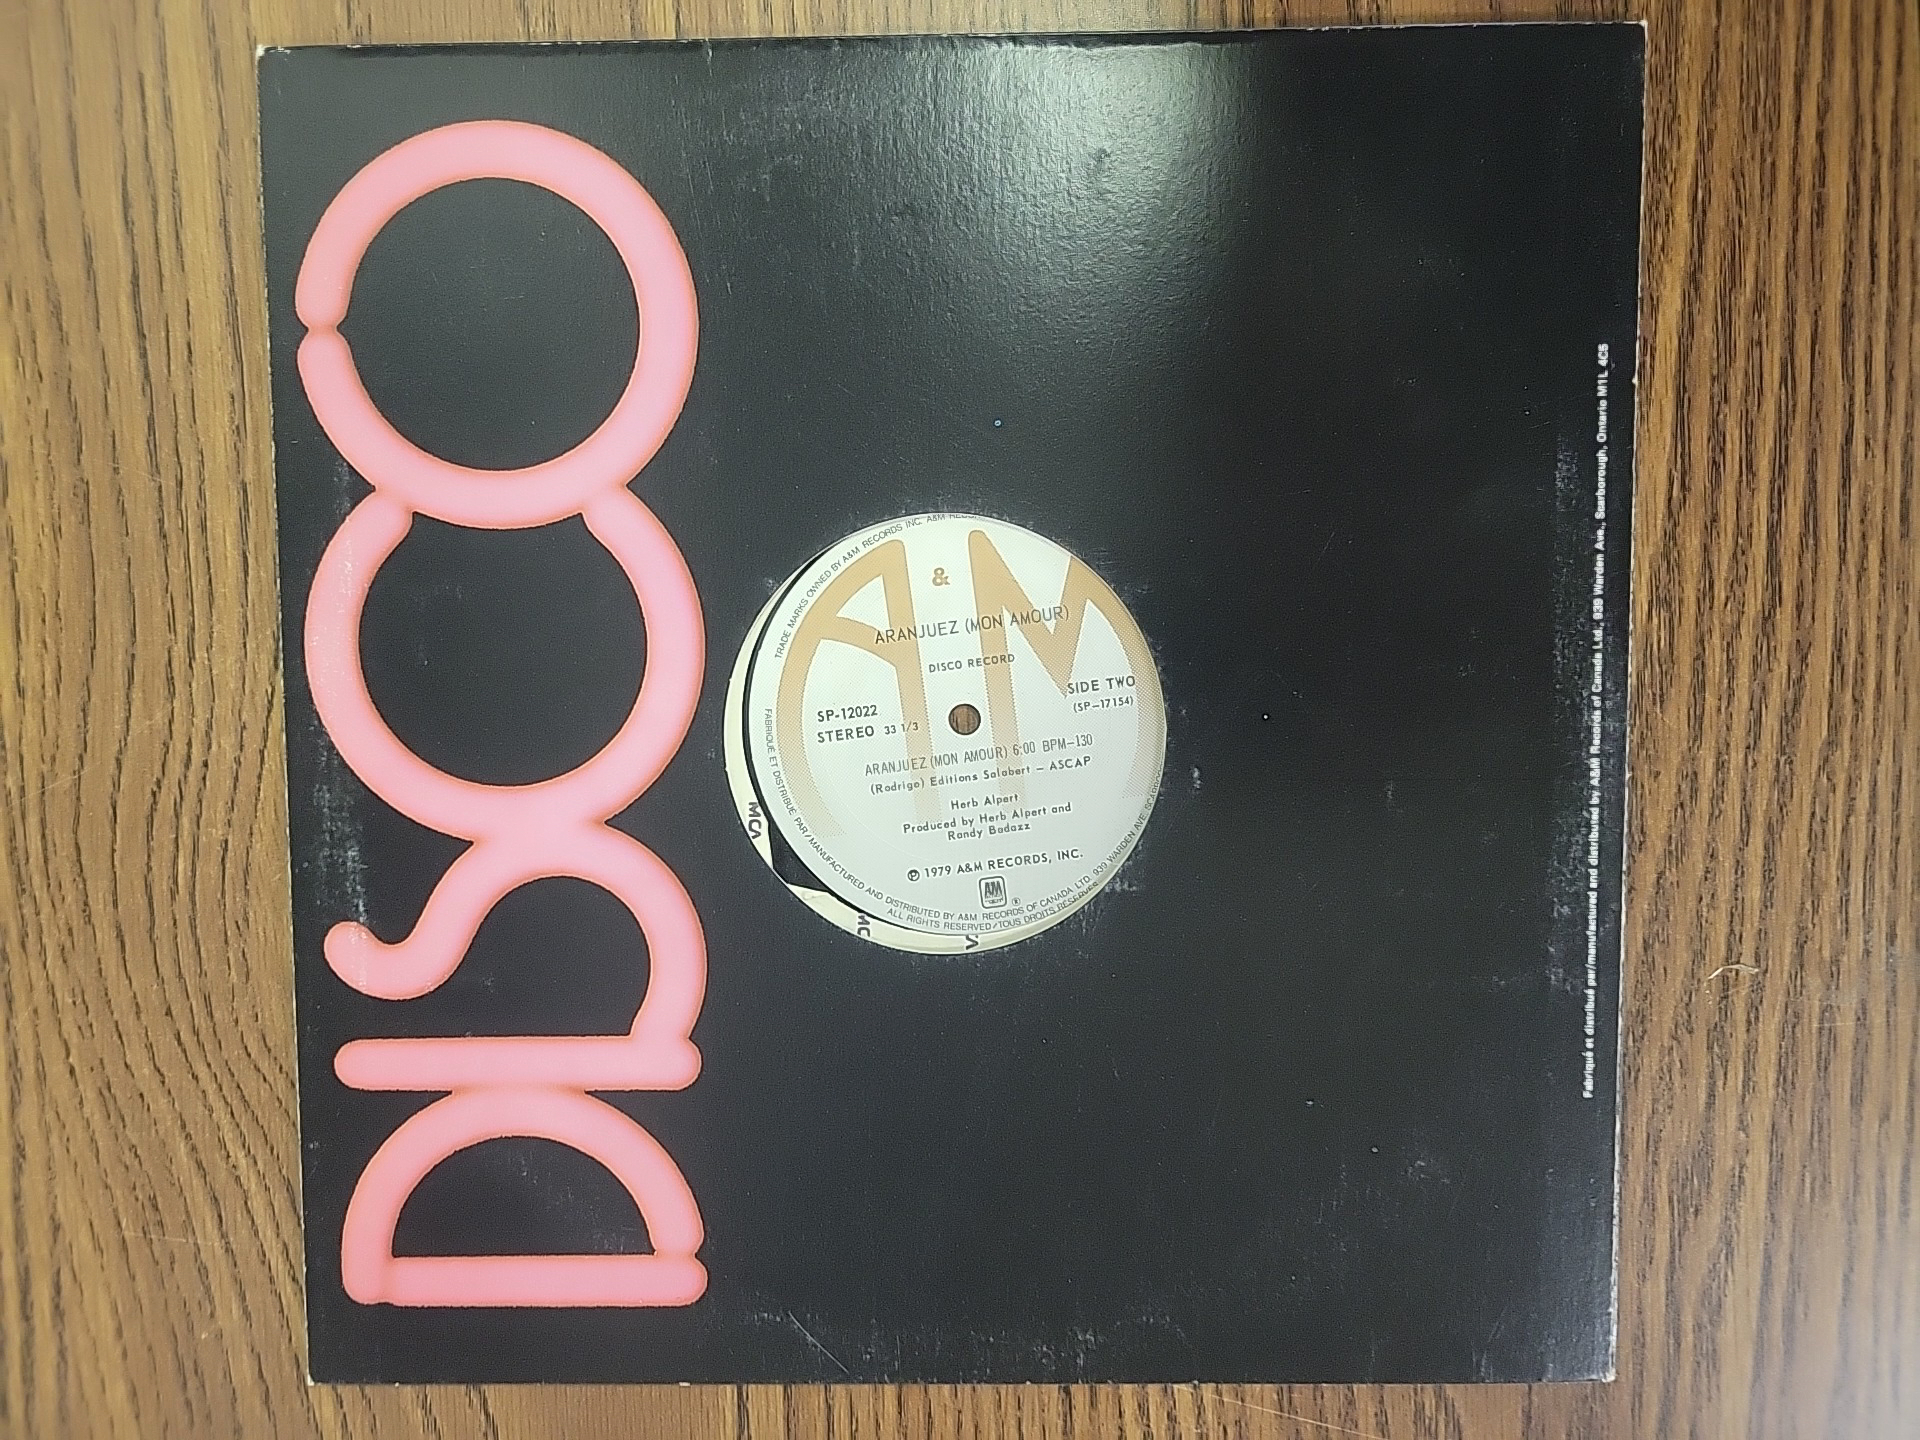 DISCO
TRADE MARKS OWNED BY A&M RECORDS INC. A&M
A & M
ARANJUEZ (MON AMOUR)
DISCO RECORD
SP-12022
STEREO 33 1/3
SIDE TWO
(SP-17154)
ARANJUEZ (MON AMOUR) 6:00 BPM-130
(Rodrigo) Editions Salabert - ASCAP
Herb Alpert
Produced by Herb Alpert and
Randy Badazz
℗ 1979 A&M RECORDS, INC.
AM
®
FABRIQUÉ ET DISTRIBUÉ PAR/MANUFACTURED AND DISTRIBUTED BY A&M RECORDS OF CANADA LTD. 939 WARDEN AVE.
ALL RIGHTS RESERVED/TOUS DROITS RESERVES
MCA
MC
Fabriqué et distribué par/manufactured and distributed by A&M Records of Canada Ltd., 939 Warden Ave., Scarborough, Ontario M1L 4C5